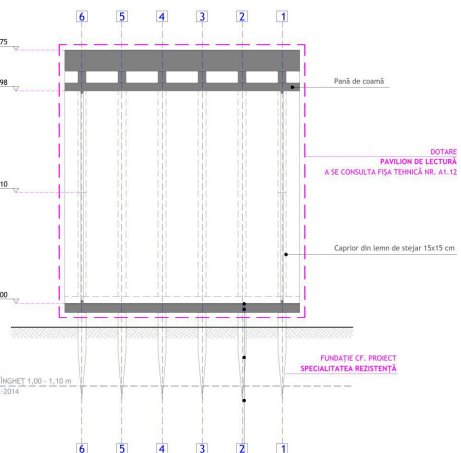 6 5 4 3 2 1
75
98
Pană de coamă
DOTARE
PAVILION DE LECTURĂ
A SE CONSULTA FIȘA TEHNICĂ NR. A1.12
10
Caprior din lemn de stejar 15x15 cm
00
FUNDAȚIE CF. PROIECT
SPECIALITATEA REZISTENȚĂ
ÎNGHEȚ 1,00 - 1,10 m
-2014
6 5 4 3 2 1